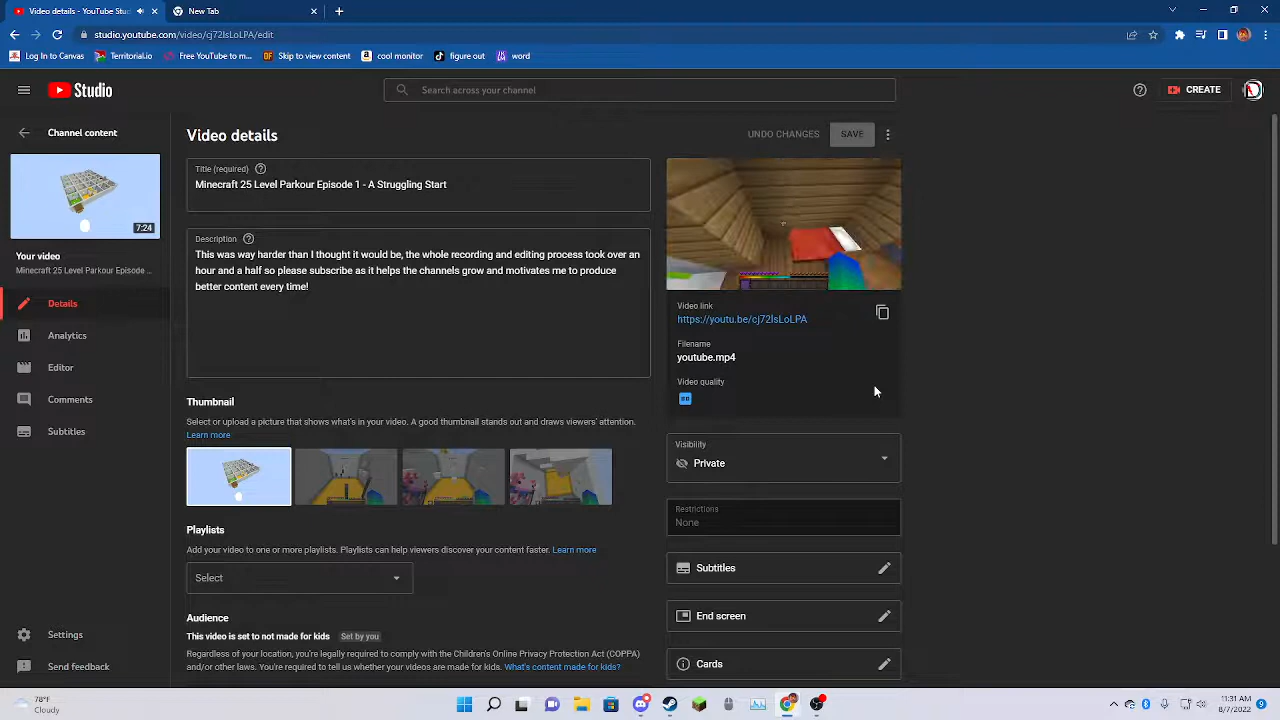 Video details - YouTube Stud
New Tab
studio.youtube.com/video/cj72lsLoLPA/edit
Log In to Canvas
Territorial.io
Free YouTube to m...
Skip to view content
cool monitor
figure out
word
Studio
Search across your channel
CREATE
Channel content
Video details
UNDO CHANGES
SAVE
Title (required)
Minecraft 25 Level Parkour Episode 1 - A Struggling Start
7:24
Description
This was way harder than I thought it would be, the whole recording and editing process took over an
hour and a half so please subscribe as it helps the channels grow and motivates me to produce
better content every time!
Your video
Minecraft 25 Level Parkour Episode ...
Details
Analytics
Editor
Comments
Subtitles
Settings
Send feedback
Video link
https://youtu.be/cj72lsLoLPA
Filename
youtube.mp4
Video quality
SD
Thumbnail
Select or upload a picture that shows what's in your video. A good thumbnail stands out and draws viewers' attention.
Learn more
Visibility
Private
Restrictions
None
Playlists
Add your video to one or more playlists. Playlists can help viewers discover your content faster. Learn more
Select
Subtitles
End screen
Cards
Audience
This video is set to not made for kids Set by you
Regardless of your location, you're legally required to comply with the Children's Online Privacy Protection Act (COPPA)
and/or other laws. You're required to tell us whether your videos are made for kids. What's content made for kids?
78°F
Cloudy
11:31 AM
8/7/2022